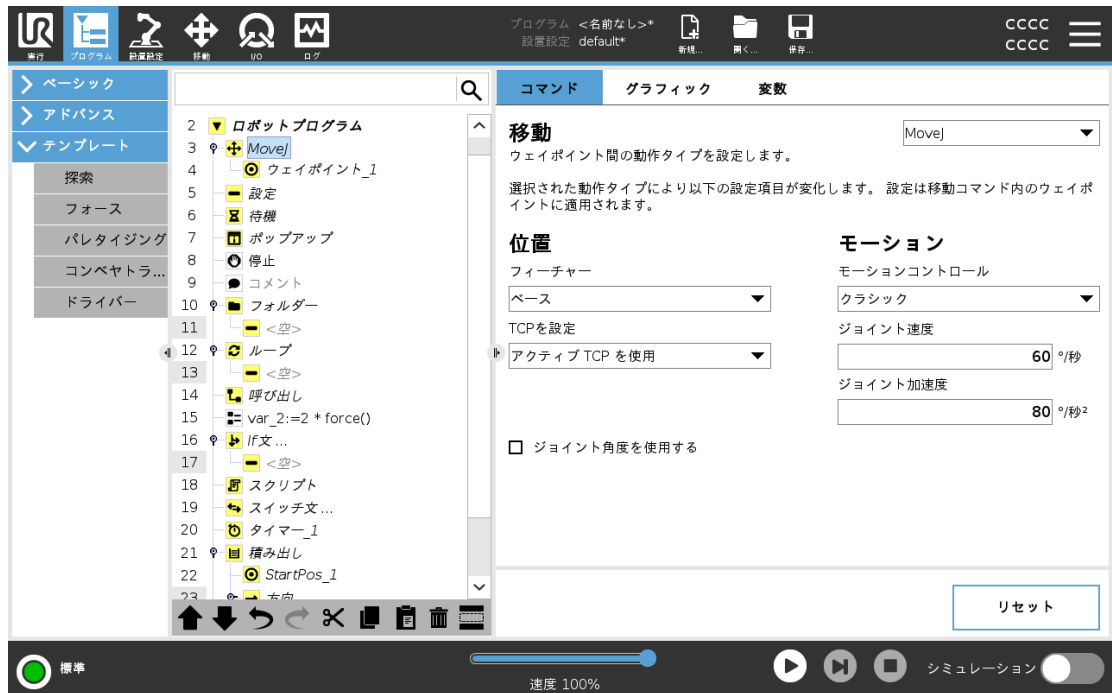 プログラム <名前なし>*
設置設定 default*
CCCC
CCCC
実行
プログラム
設置設定
移動
I/O
ログ
新規...
開く...
保存...
ベーシック
アドバンス
テンプレート
探索
フォース
パレタイジング
コンベヤトラ...
ドライバー
2 ロボットプログラム
3 MoveJ
4 ウェイポイント_1
5 設定
6 待機
7 ポップアップ
8 停止
9 コメント
10 フォルダー
11 <空>
12 ループ
13 <空>
14 呼び出し
15 var_2:=2 * force()
16 If文 ...
17 <空>
18 スクリプト
19 スイッチ文 ...
20 タイマー_1
21 積み出し
22 StartPos_1
23 方向
コマンド グラフィック 変数
移動
MoveJ
ウェイポイント間の動作タイプを設定します。
選択された動作タイプにより以下の設定項目が変化します。 設定は移動コマンド内のウェイポ
イントに適用されます。
位置
フィーチャー
ベース
TCPを設定
アクティブ TCP を使用
ジョイント角度を使用する
モーション
モーションコントロール
クラシック
ジョイント速度
60 °/秒
ジョイント加速度
80 °/秒²
リセット
標準
速度 100%
シミュレーション